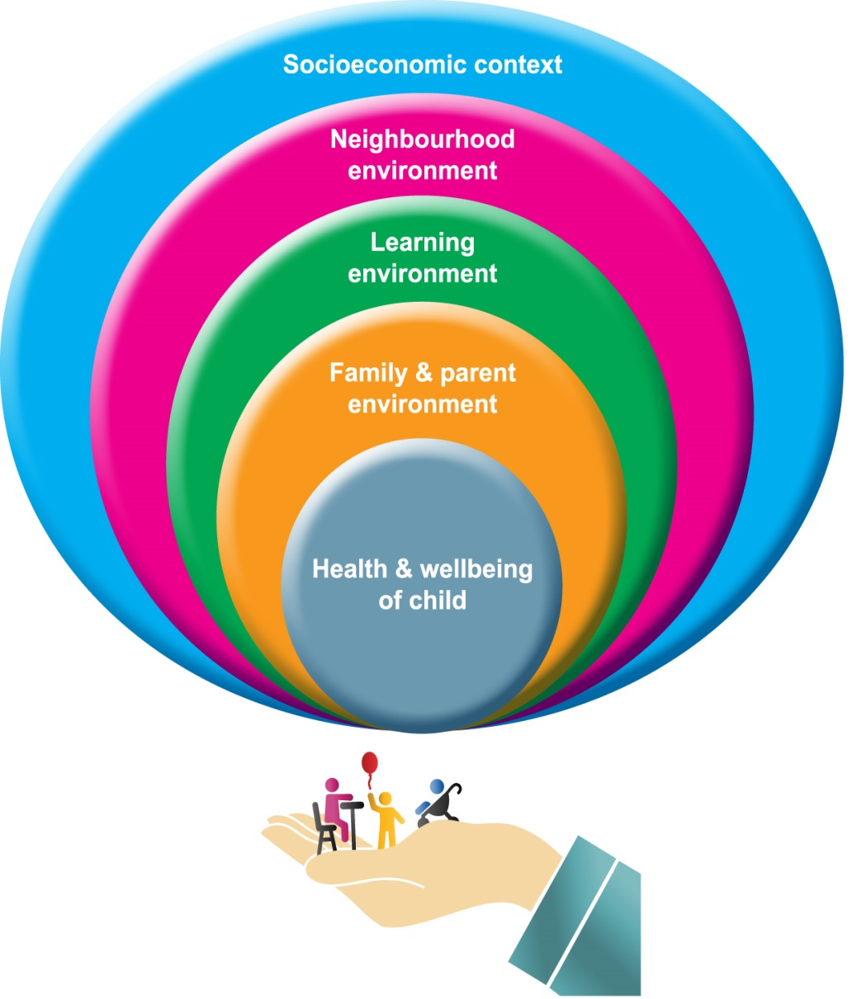 Socioeconomic context
Neighbourhood
environment
Learning
environment
Family & parent
environment
Health & wellbeing
of child